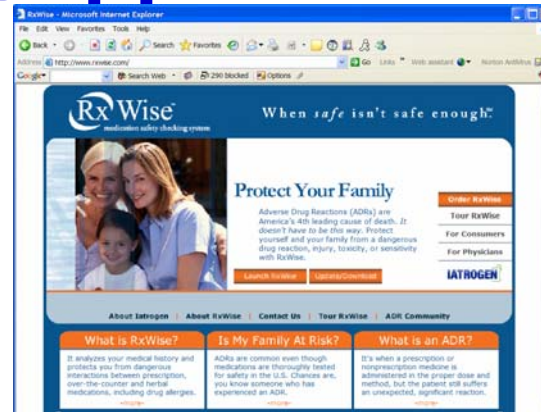 RxWise - Microsoft Internet Explorer
File Edit View Favorites Tools Help
Back Search Favorites
Address http://www.rxwise.com/ Go Links Web assistant Norton AntiVirus
Google Search Web 290 blocked Options
RxWise
medication safety checking system
When safe isn't safe enough℠
Protect Your Family
Adverse Drug Reactions (ADRs) are
America's 4th leading cause of death. It
doesn't have to be this way. Protect
yourself and your family from a dangerous
drug reaction, injury, toxicity, or sensitivity
with RxWise.
Launch RxWise Update/Download
Order RxWise
Tour RxWise
For Consumers
For Physicians
IATROGEN
About Iatrogen | About RxWise | Contact Us | Tour RxWise | ADR Community
What is RxWise?
It analyzes your medical history and
protects you from dangerous
interactions between prescription,
over-the-counter and herbal
medications, including drug allergies.
~more~
Is My Family At Risk?
ADRs are common even though
medications are thoroughly tested
for safety in the U.S. Chances are,
you know someone who has
experienced an ADR.
~more~
What is an ADR?
It's when a prescription or
nonprescription medicine is
administered in the proper dose and
method, but the patient still suffers
an unexpected, significant reaction.
~more~